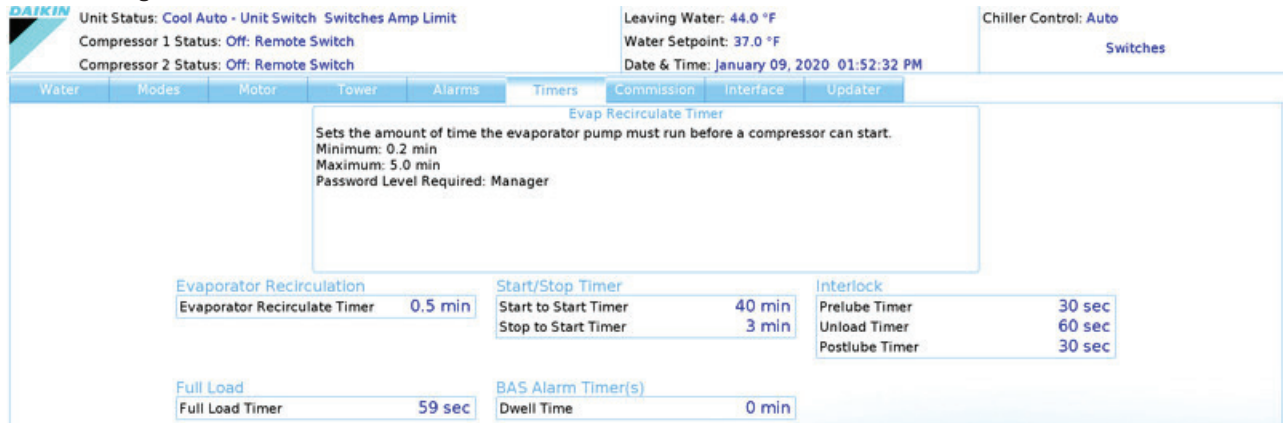 DAIKIN
Unit Status: Cool Auto - Unit Switch Switches Amp Limit
Compressor 1 Status: Off: Remote Switch
Compressor 2 Status: Off: Remote Switch
Leaving Water: 44.0 °F
Water Setpoint: 37.0 °F
Date & Time: January 09, 2020 01:52:32 PM
Chiller Control: Auto
Switches
Water Modes Motor Tower Alarms Timers Commission Interface Updater
Evap Recirculate Timer
Sets the amount of time the evaporator pump must run before a compressor can start.
Minimum: 0.2 min
Maximum: 5.0 min
Password Level Required: Manager
Evaporator Recirculation
Evaporator Recirculate Timer 0.5 min
Start/Stop Timer
Start to Start Timer 40 min
Stop to Start Timer 3 min
Interlock
Prelube Timer 30 sec
Unload Timer 60 sec
Postlube Timer 30 sec
Full Load
Full Load Timer 59 sec
BAS Alarm Timer(s)
Dwell Time 0 min